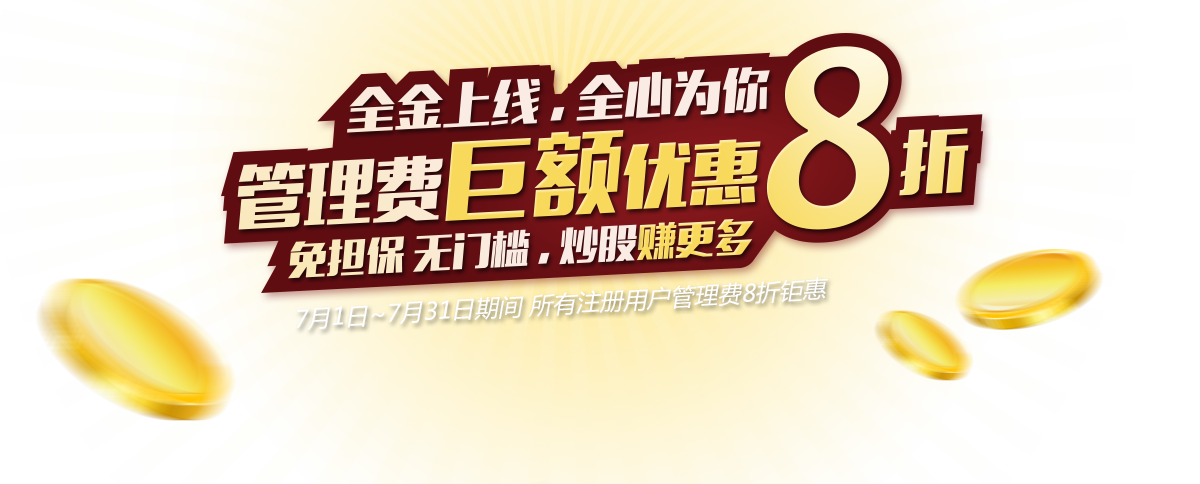 全金上线，全心为你
管理费巨额优惠8折
免担保 无门槛，炒股赚更多
7月1日~7月31日期间 所有注册用户管理费8折钜惠